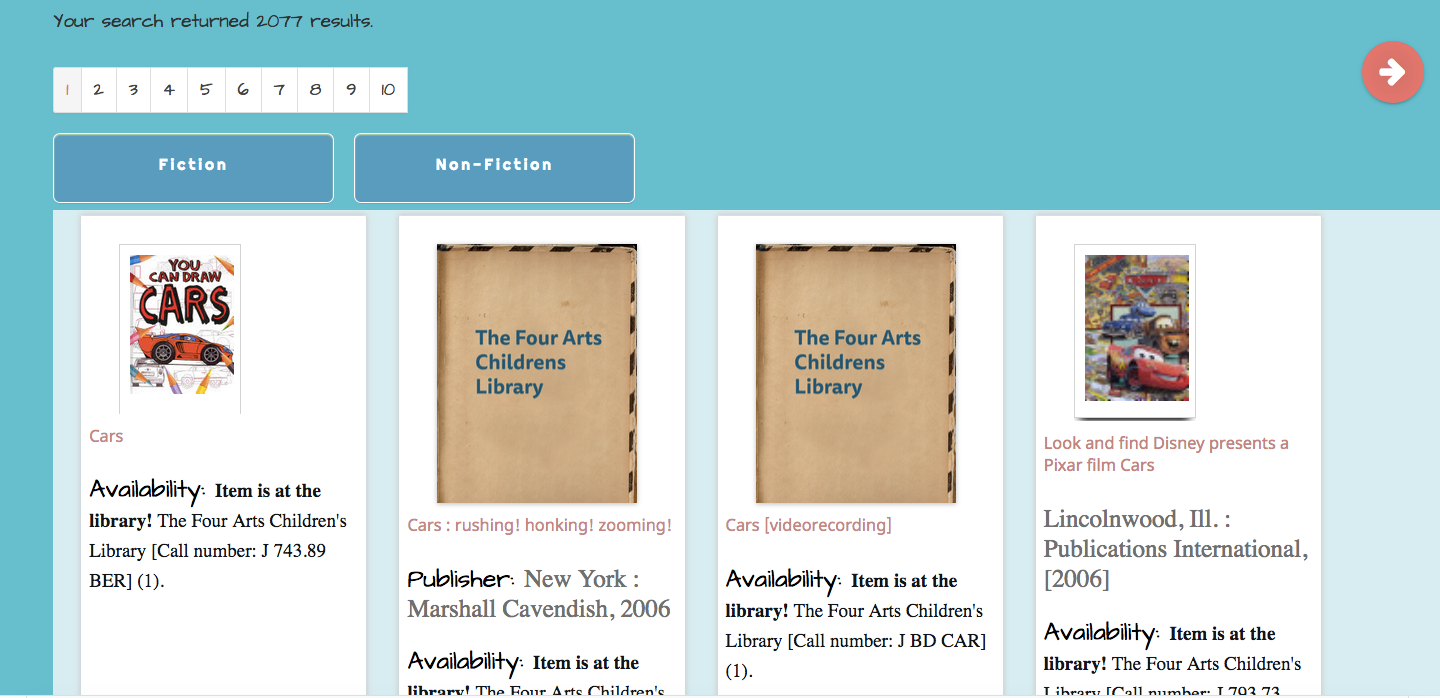 Your search returned 2077 results.
1 2 3 4 5 6 7 8 9 10
Fiction
Non-Fiction
YOU
CAN DRAW
CARS
Cars
Availability: Item is at the
library! The Four Arts Children's
Library [Call number: J 743.89
BER] (1).
The Four Arts
Childrens
Library
Cars : rushing! honking! zooming!
Publisher: New York :
Marshall Cavendish, 2006
Availability: Item is at the
library! The Four Arts Children's
The Four Arts
Childrens
Library
Cars [videorecording]
Availability: Item is at the
library! The Four Arts Children's
Library [Call number: J BD CAR]
(1).
Look and find Disney presents a
Pixar film Cars
Lincolnwood, Ill. :
Publications International,
[2006]
Availability: Item is at the
library! The Four Arts Children's
Library [Call number: J 793.73